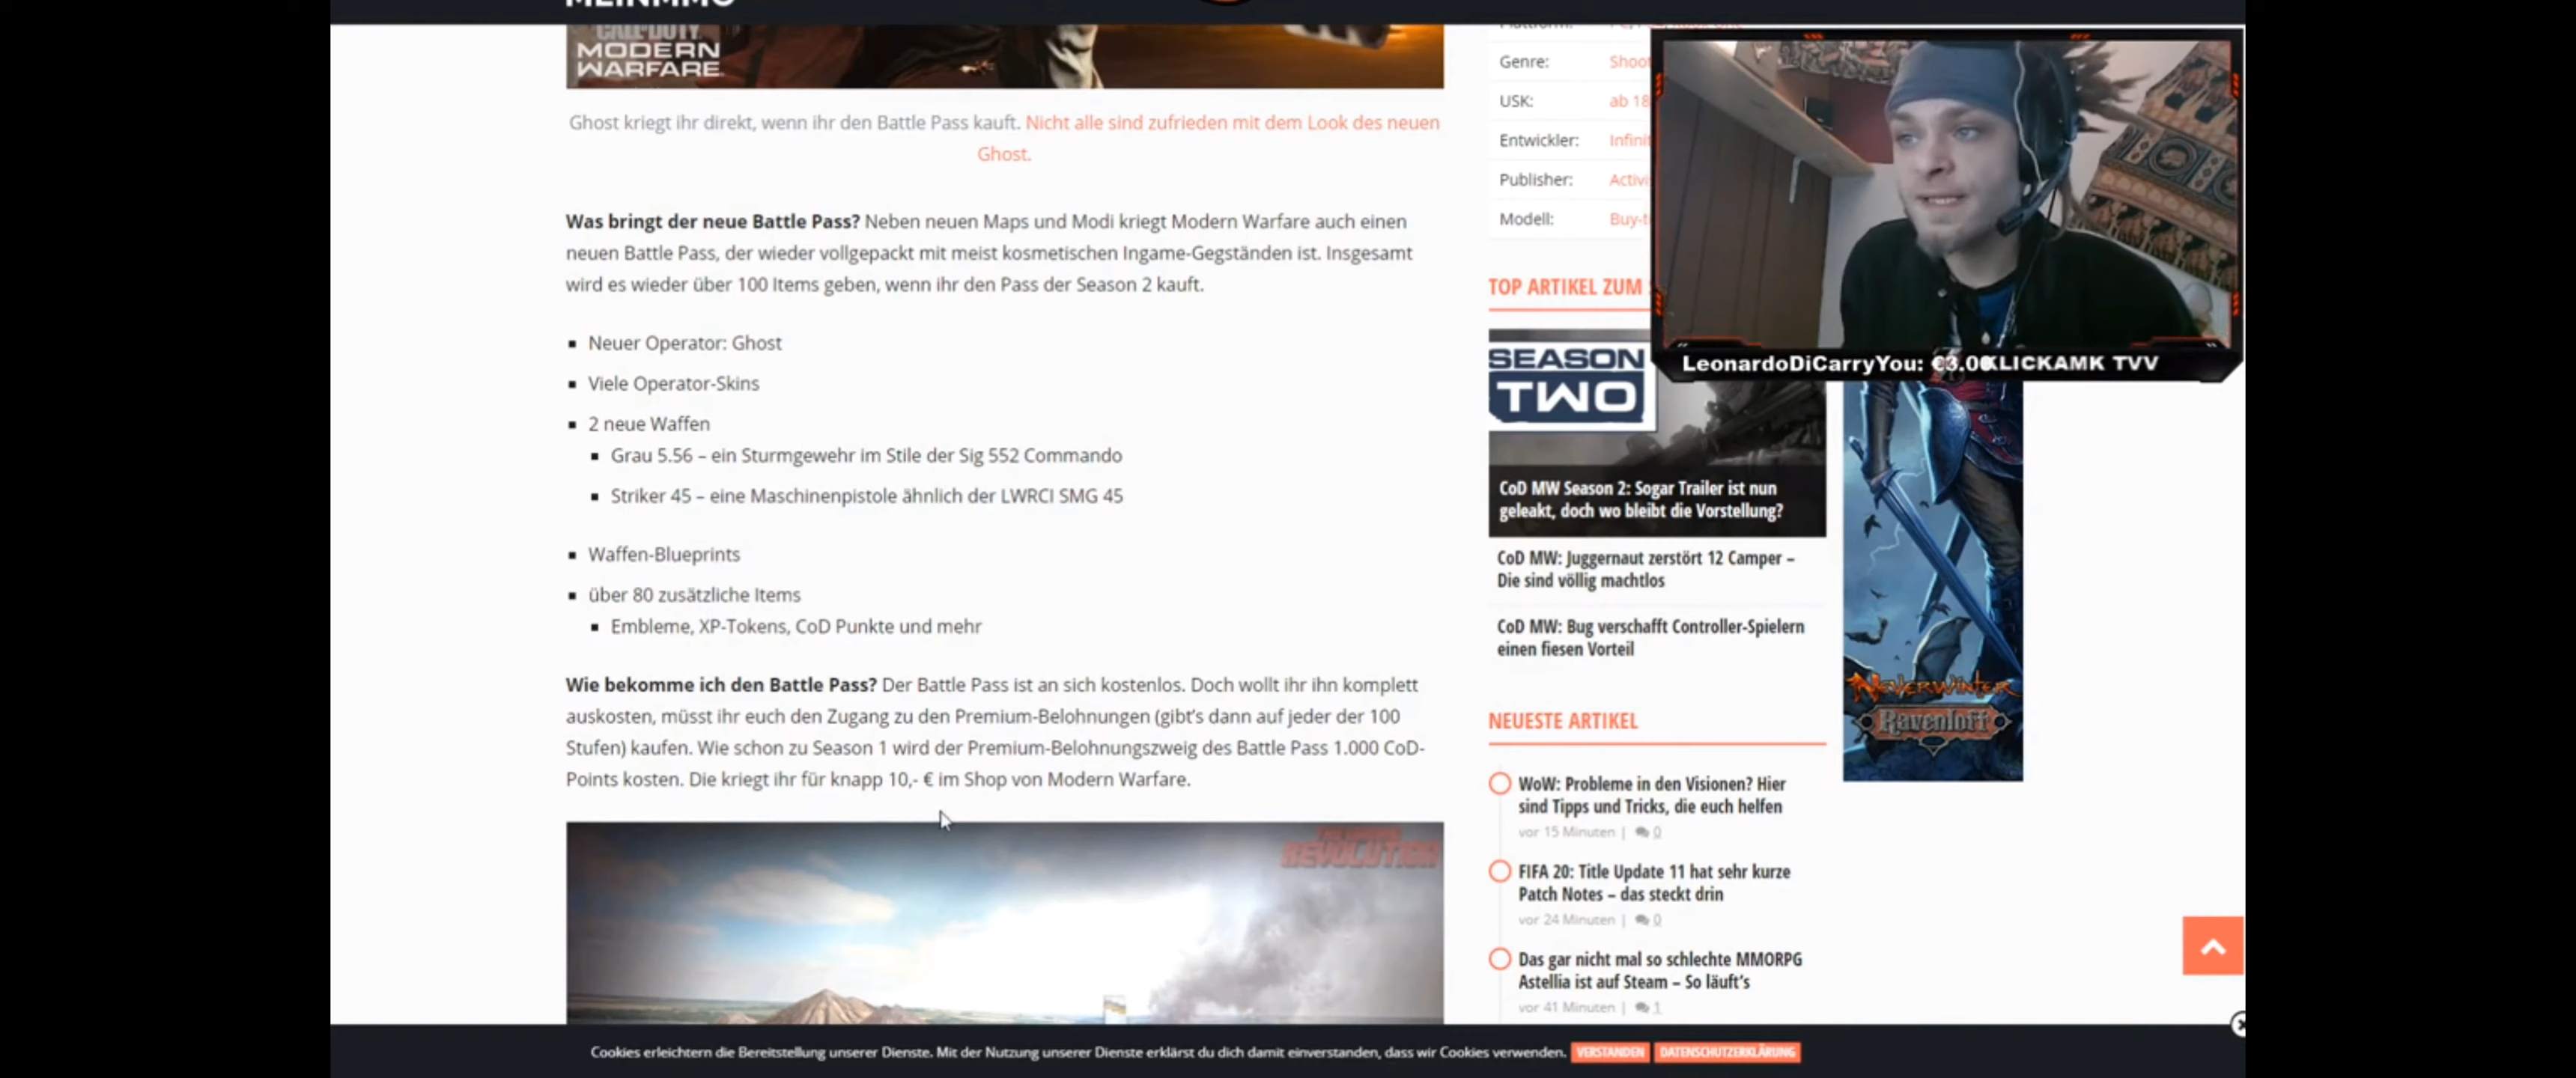 MEINMMO
CALL OF DUTY
MODERN
WARFARE
Ghost kriegt ihr direkt, wenn ihr den Battle Pass kauft. Nicht alle sind zufrieden mit dem Look des neuen
Ghost.
Was bringt der neue Battle Pass? Neben neuen Maps und Modi kriegt Modern Warfare auch einen
neuen Battle Pass, der wieder vollgepackt mit meist kosmetischen Ingame-Gegständen ist. Insgesamt
wird es wieder über 100 Items geben, wenn ihr den Pass der Season 2 kauft.
Neuer Operator: Ghost
Viele Operator-Skins
2 neue Waffen
Grau 5.56 – ein Sturmgewehr im Stile der Sig 552 Commando
Striker 45 – eine Maschinenpistole ähnlich der LWRCI SMG 45
Waffen-Blueprints
über 80 zusätzliche Items
Embleme, XP-Tokens, CoD Punkte und mehr
Wie bekomme ich den Battle Pass? Der Battle Pass ist an sich kostenlos. Doch wollt ihr ihn komplett
auskosten, müsst ihr euch den Zugang zu den Premium-Belohnungen (gibt's dann auf jeder der 100
Stufen) kaufen. Wie schon zu Season 1 wird der Premium-Belohnungszweig des Battle Pass 1.000 CoD-
Points kosten. Die kriegt ihr für knapp 10,- € im Shop von Modern Warfare.
REVOLUTION
Genre: Shoot
USK: ab 18
Entwickler: Infinit
Publisher: Activi
Modell: Buy-t
LeonardoDiCarryYou: €3.00 KLICKAMK TVV
TOP ARTIKEL ZUM
SEASON
TWO
CoD MW Season 2: Sogar Trailer ist nun
geleakt, doch wo bleibt die Vorstellung?
CoD MW: Juggernaut zerstört 12 Camper –
Die sind völlig machtlos
CoD MW: Bug verschafft Controller-Spielern
einen fiesen Vorteil
NEVERWINTER
Ravenloft
NEUESTE ARTIKEL
WoW: Probleme in den Visionen? Hier
sind Tipps und Tricks, die euch helfen
vor 15 Minuten | 0
FIFA 20: Title Update 11 hat sehr kurze
Patch Notes – das steckt drin
vor 24 Minuten | 0
Das gar nicht mal so schlechte MMORPG
Astellia ist auf Steam – So läuft's
vor 41 Minuten | 1
Cookies erleichtern die Bereitstellung unserer Dienste. Mit der Nutzung unserer Dienste erklärst du dich damit einverstanden, dass wir Cookies verwenden. VERSTANDEN DATENSCHUTZERKLÄRUNG